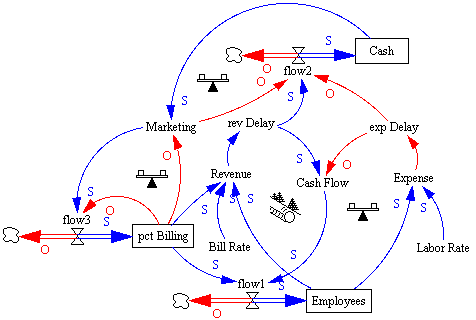 S
Cash
O
flow2
S
O
O
O
S
S
Marketing
rev Delay
exp Delay
O
S
O
Revenue
Cash Flow
Expense
S
O
S
flow3
S
O
S
S
S
S
S
S
pct Billing
Bill Rate
Labor Rate
O
S
S
flow1
S
Employees
O